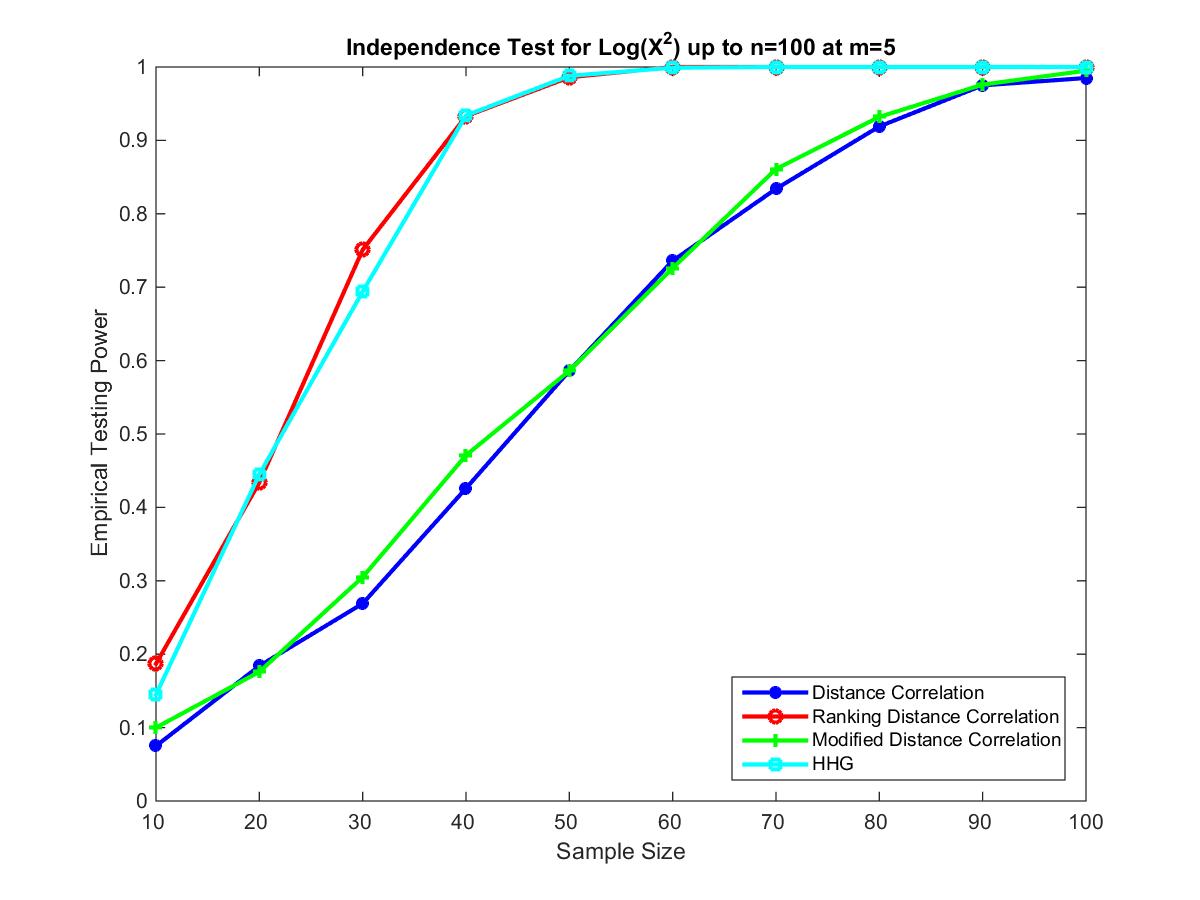 Independence Test for Log(X²) up to n=100 at m=5
1
0.9
0.8
0.7
0.6
0.5
0.4
0.3
0.2
0.1
0
Empirical Testing Power
10 20 30 40 50 60 70 80 90 100
Sample Size
Distance Correlation
Ranking Distance Correlation
Modified Distance Correlation
HHG